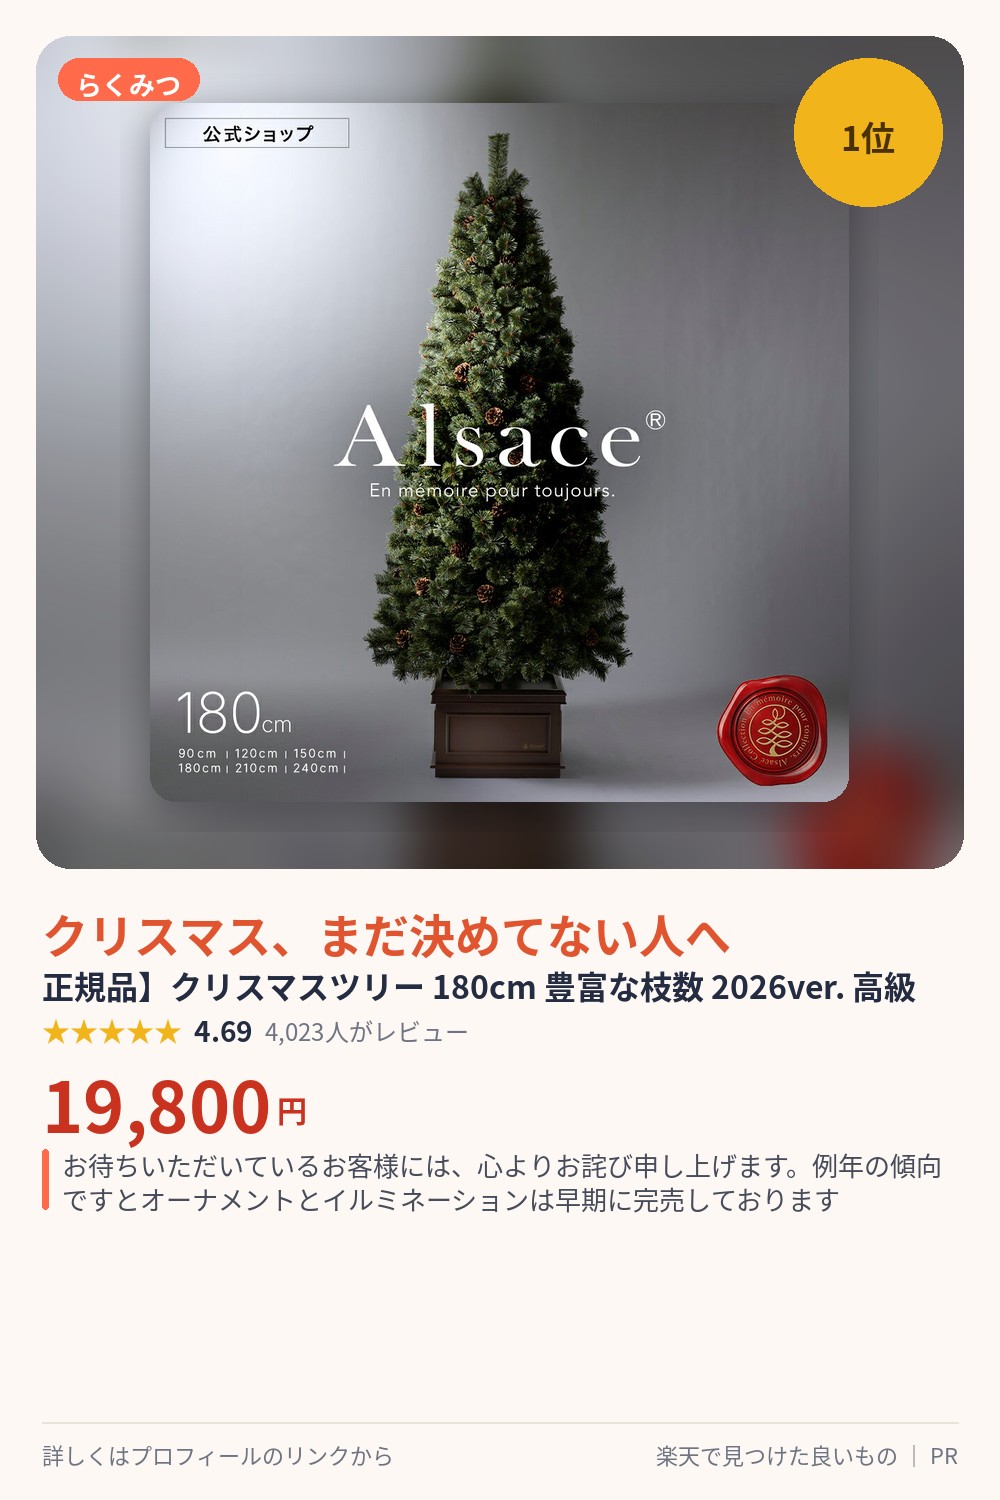 らくみつ
公式ショップ
1位
Alsace®
En mémoire pour toujours.
180cm
90cm | 120cm | 150cm |
180cm | 210cm | 240cm |
クリスマス、まだ決めてない人へ
正規品】クリスマスツリー 180cm 豊富な枝数 2026ver. 高級
★★★★★ 4.69 4,023人がレビュー
19,800円
お待ちいただいているお客様には、心よりお詫び申し上げます。例年の傾向
ですとオーナメントとイルミネーションは早期に完売しております
詳しくはプロフィールのリンクから
楽天で見つけた良いもの | PR